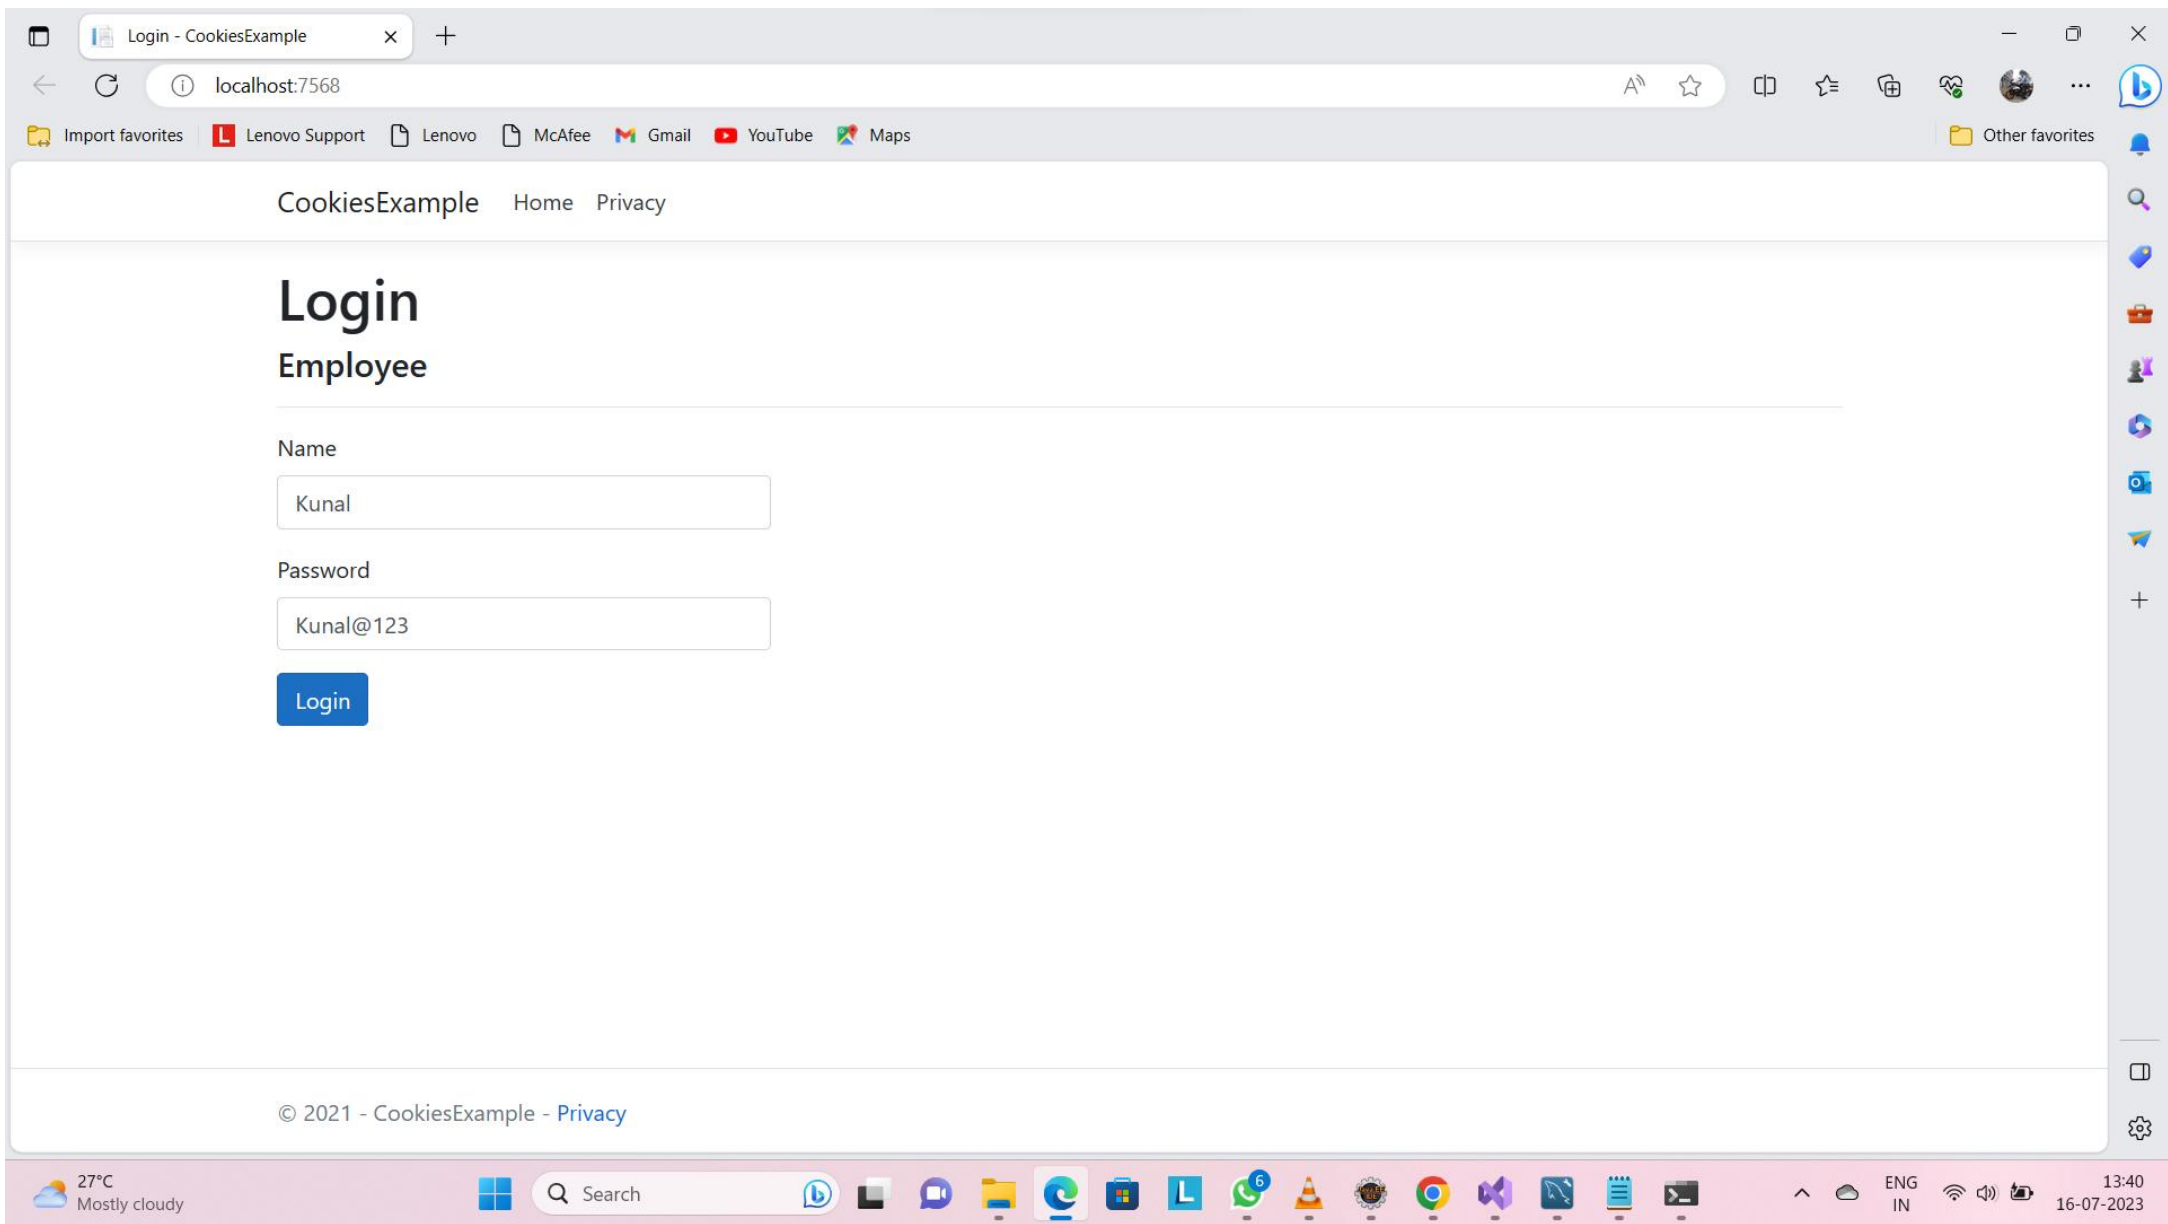 Login - CookiesExample
localhost:7568
Import favorites
Lenovo Support
Lenovo
McAfee
Gmail
YouTube
Maps
Other favorites
CookiesExample Home Privacy
Login
Employee
Name
Kunal
Password
Kunal@123
Login
© 2021 - CookiesExample - Privacy
27°C
Mostly cloudy
Search
6
ENG
IN
13:40
16-07-2023